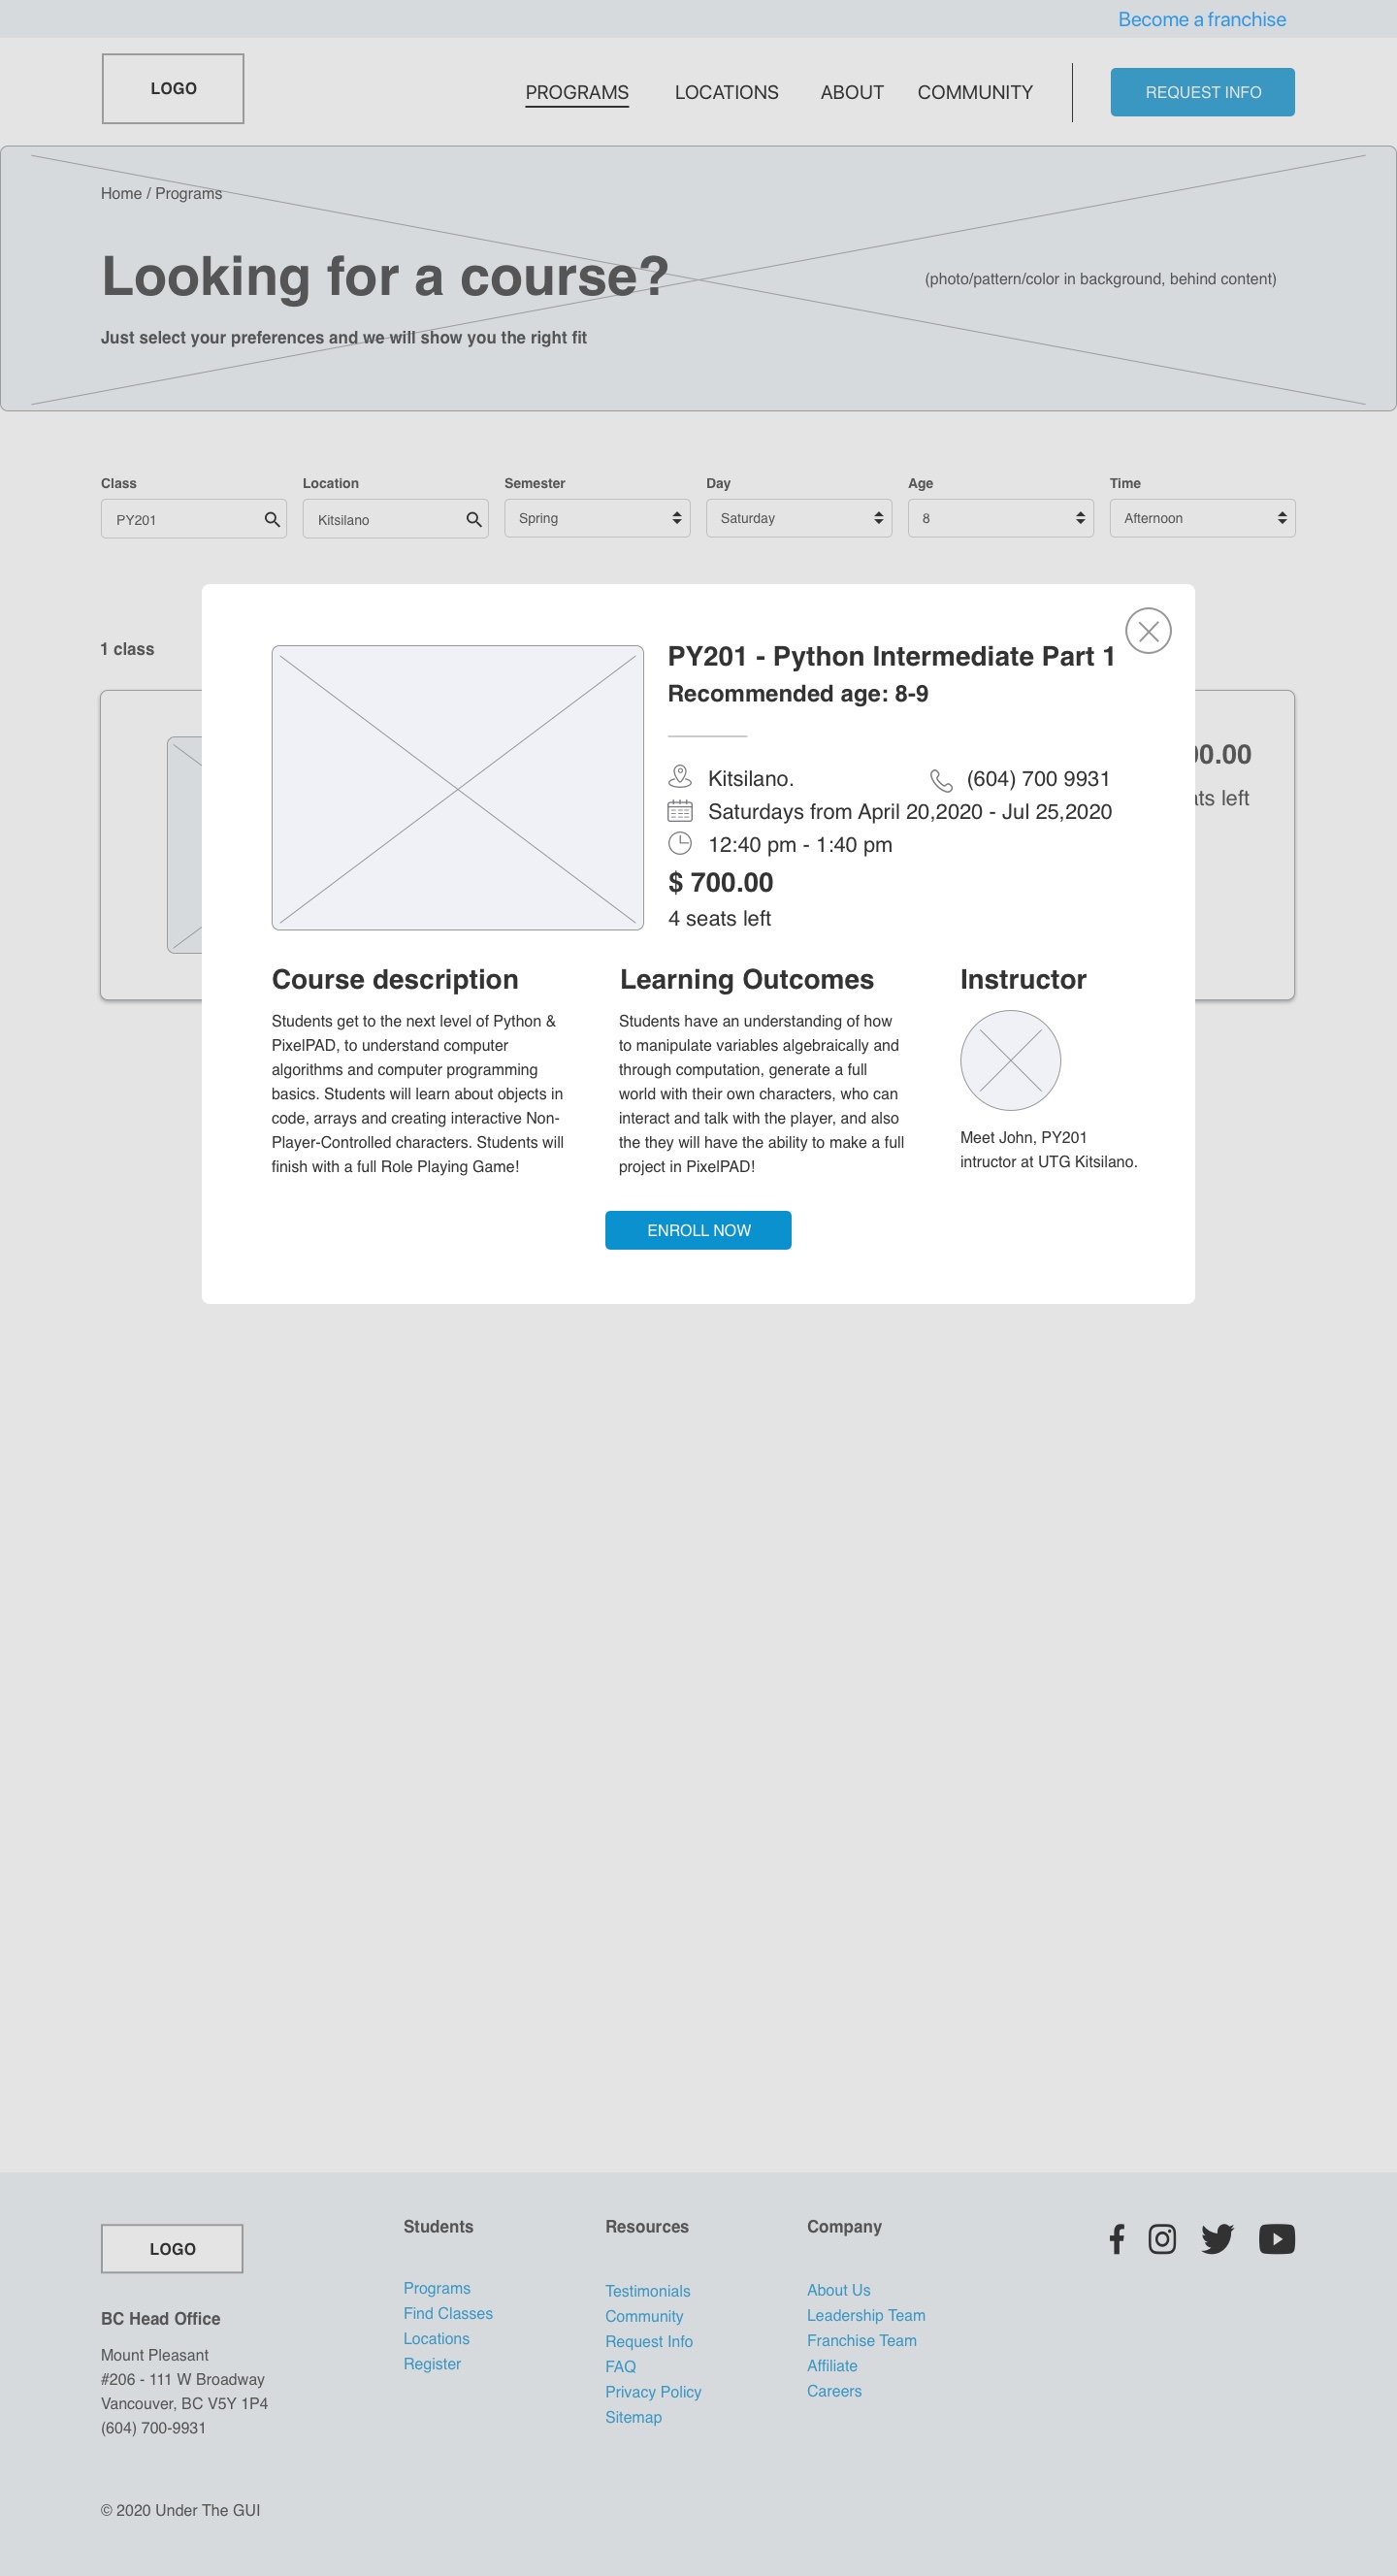 Become a franchise
LOGO
PROGRAMS LOCATIONS ABOUT COMMUNITY REQUEST INFO
Home / Programs
Looking for a course?
(photo/pattern/color in background, behind content)
Just select your preferences and we will show you the right fit
Class Location Semester Day Age Time
PY201 Kitsilano Spring Saturday 8 Afternoon
1 class
PY201 - Python Intermediate Part 1
Recommended age: 8-9
Kitsilano. (604) 700 9931
Saturdays from April 20,2020 - Jul 25,2020
12:40 pm - 1:40 pm
$ 700.00
4 seats left
00.00
ats left
Course description
Students get to the next level of Python &
PixelPAD, to understand computer
algorithms and computer programming
basics. Students will learn about objects in
code, arrays and creating interactive Non-
Player-Controlled characters. Students will
finish with a full Role Playing Game!
Learning Outcomes
Students have an understanding of how
to manipulate variables algebraically and
through computation, generate a full
world with their own characters, who can
interact and talk with the player, and also
the they will have the ability to make a full
project in PixelPAD!
Instructor
Meet John, PY201
intructor at UTG Kitsilano.
ENROLL NOW
LOGO
BC Head Office
Mount Pleasant
#206 - 111 W Broadway
Vancouver, BC V5Y 1P4
(604) 700-9931
Students
Programs
Find Classes
Locations
Register
Resources
Testimonials
Community
Request Info
FAQ
Privacy Policy
Sitemap
Company
About Us
Leadership Team
Franchise Team
Affiliate
Careers
© 2020 Under The GUI